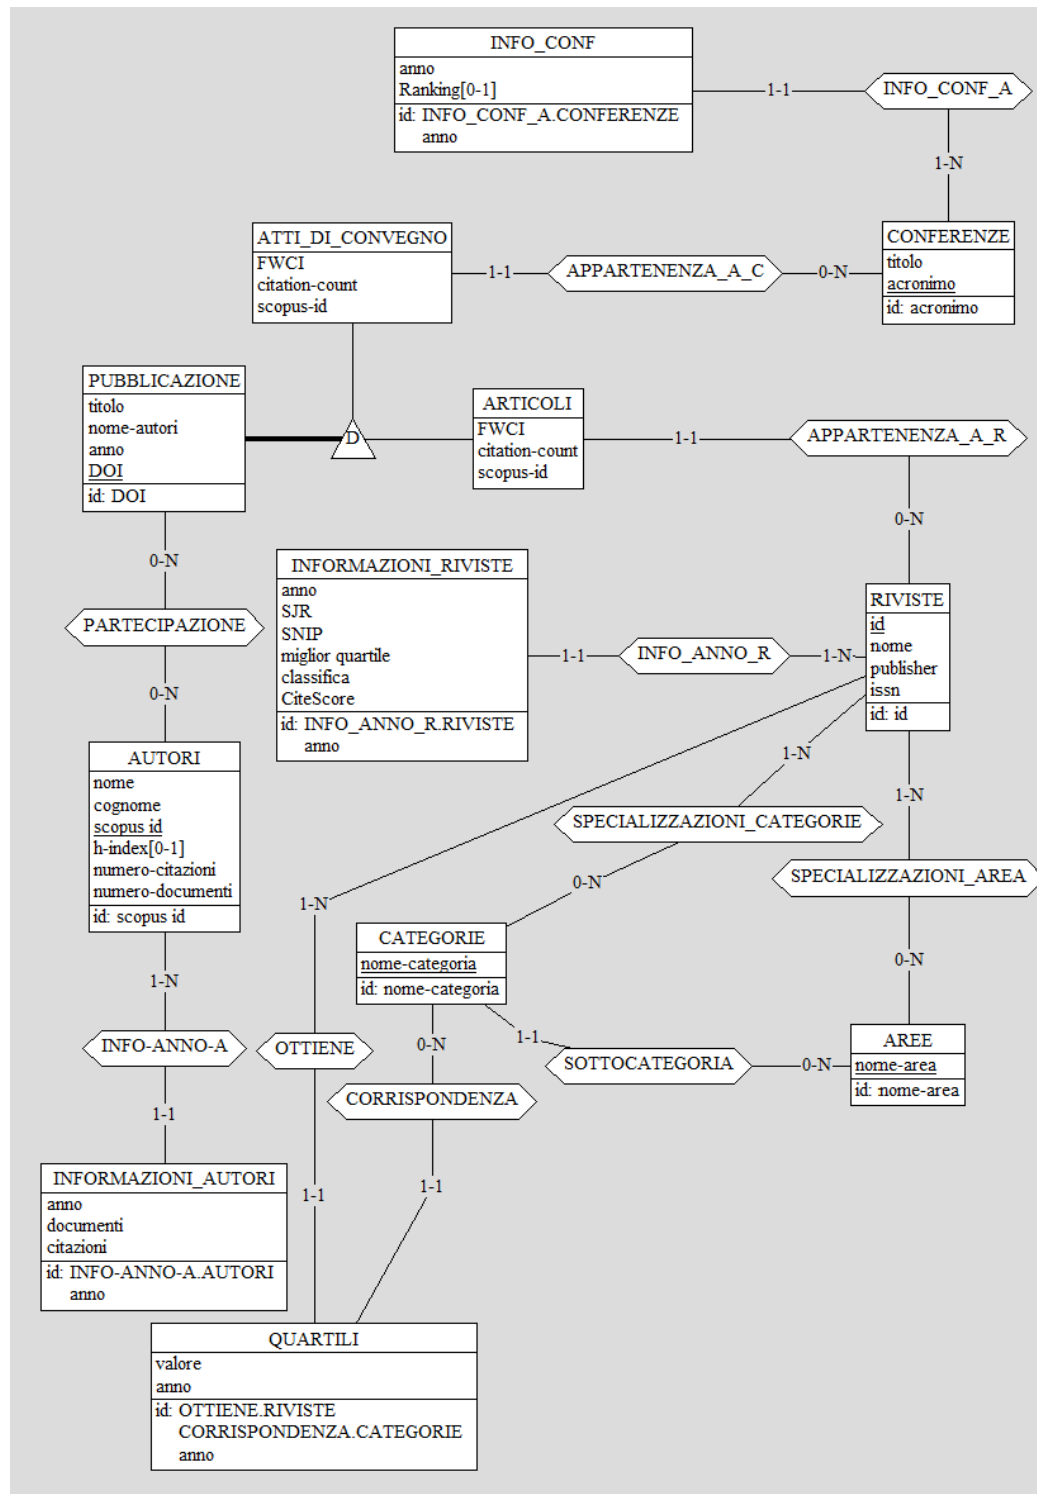 INFO_CONF
anno
Ranking[0-1]
id: INFO_CONF_A.CONFERENZE
anno
1-1
INFO_CONF_A
1-N
ATTI_DI_CONVEGNO
FWCI
citation-count
scopus-id
1-1
APPARTENENZA_A_C
0-N
CONFERENZE
titolo
acronimo
id: acronimo
PUBBLICAZIONE
titolo
nome-autori
anno
DOI
id: DOI
D
ARTICOLI
FWCI
citation-count
scopus-id
1-1
APPARTENENZA_A_R
0-N
0-N
PARTECIPAZIONE
0-N
INFORMAZIONI_RIVISTE
anno
SJR
SNIP
miglior quartile
classifica
CiteScore
id: INFO_ANNO_R.RIVISTE
anno
1-1
INFO_ANNO_R
1-N
RIVISTE
id
nome
publisher
issn
id: id
AUTORI
nome
cognome
scopus id
h-index[0-1]
numero-citazioni
numero-documenti
id: scopus id
1-N
1-N
SPECIALIZZAZIONI_CATEGORIE
SPECIALIZZAZIONI_AREA
0-N
1-N
CATEGORIE
nome-categoria
id: nome-categoria
0-N
1-N
INFO-ANNO-A
OTTIENE
0-N
1-1
SOTTOCATEGORIA
0-N
AREE
nome-area
id: nome-area
CORRISPONDENZA
1-1
INFORMAZIONI_AUTORI
anno
documenti
citazioni
id: INFO-ANNO-A.AUTORI
anno
1-1
1-1
QUARTILI
valore
anno
id: OTTIENE.RIVISTE
CORRISPONDENZA.CATEGORIE
anno